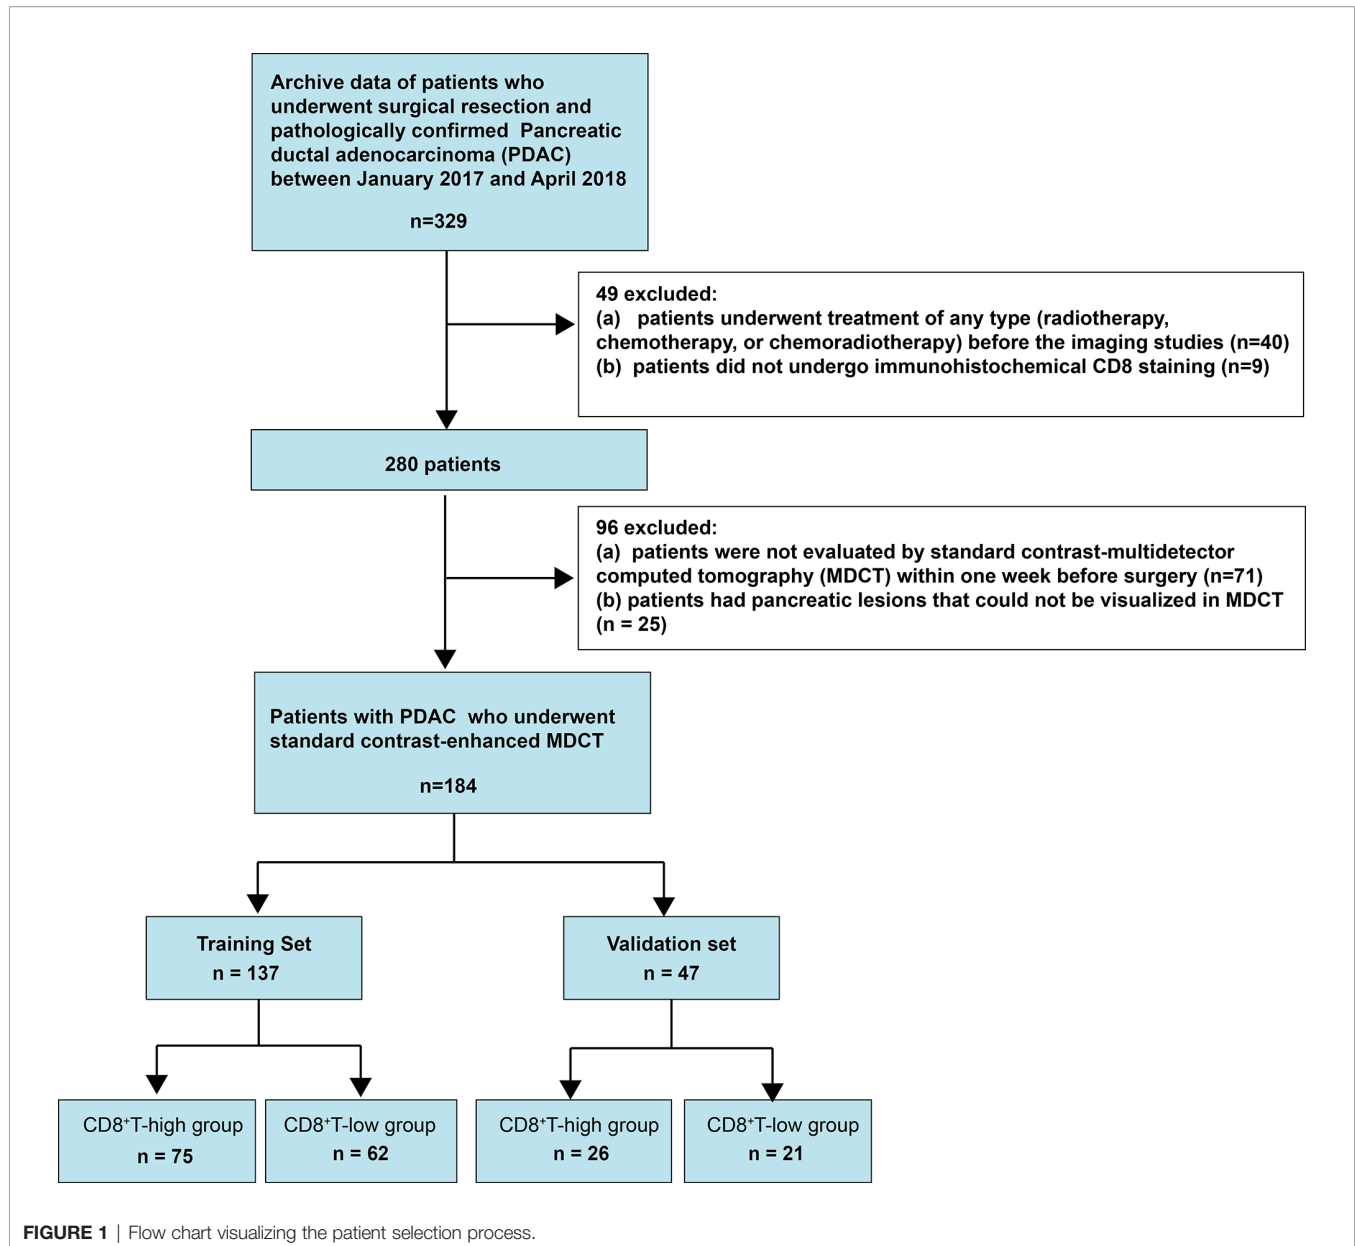 Archive data of patients who
underwent surgical resection and
pathologically confirmed Pancreatic
ductal adenocarcinoma (PDAC)
between January 2017 and April 2018
n=329
49 excluded:
(a) patients underwent treatment of any type (radiotherapy,
chemotherapy, or chemoradiotherapy) before the imaging studies (n=40)
(b) patients did not undergo immunohistochemical CD8 staining (n=9)
280 patients
96 excluded:
(a) patients were not evaluated by standard contrast-multidetector
computed tomography (MDCT) within one week before surgery (n=71)
(b) patients had pancreatic lesions that could not be visualized in MDCT
(n = 25)
Patients with PDAC who underwent
standard contrast-enhanced MDCT
n=184
Training Set
n = 137
Validation set
n = 47
CD8⁺T-high group
n = 75
CD8⁺T-low group
n = 62
CD8⁺T-high group
n = 26
CD8⁺T-low group
n = 21
FIGURE 1 | Flow chart visualizing the patient selection process.